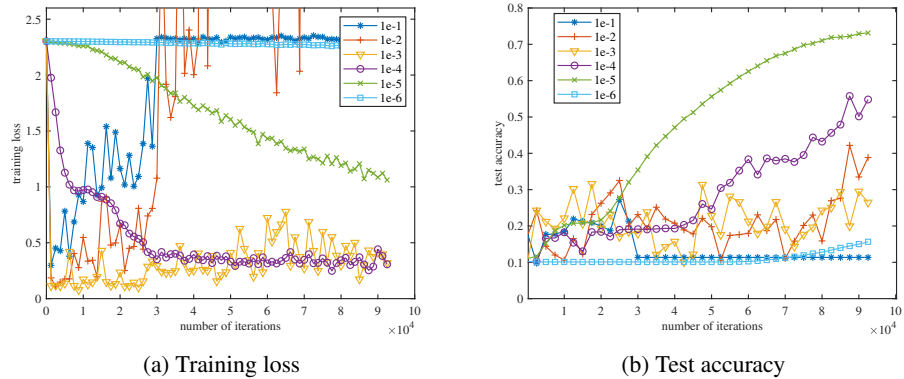 2.5
2
1.5
1
0.5
0
training loss
1e-1
1e-2
1e-3
1e-4
1e-5
1e-6
0 1 2 3 4 5 6 7 8 9 10
number of iterations
×10⁴
(a) Training loss
0.8
0.7
0.6
0.5
0.4
0.3
0.2
0.1
0
test accuracy
1e-1
1e-2
1e-3
1e-4
1e-5
1e-6
0 1 2 3 4 5 6 7 8 9 10
number of iterations
×10⁴
(b) Test accuracy